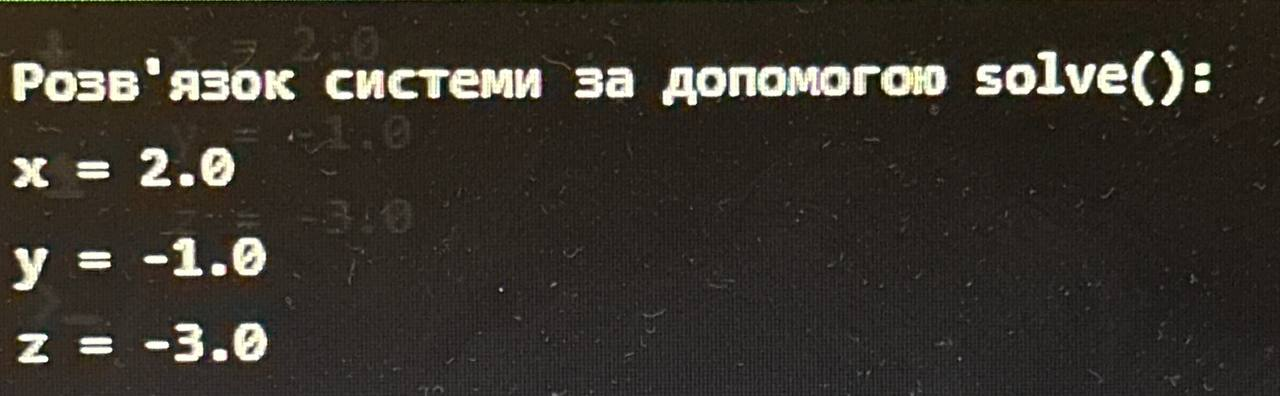 Розв'язок системи за допомогою solve():
x = 2.0
y = -1.0
z = -3.0